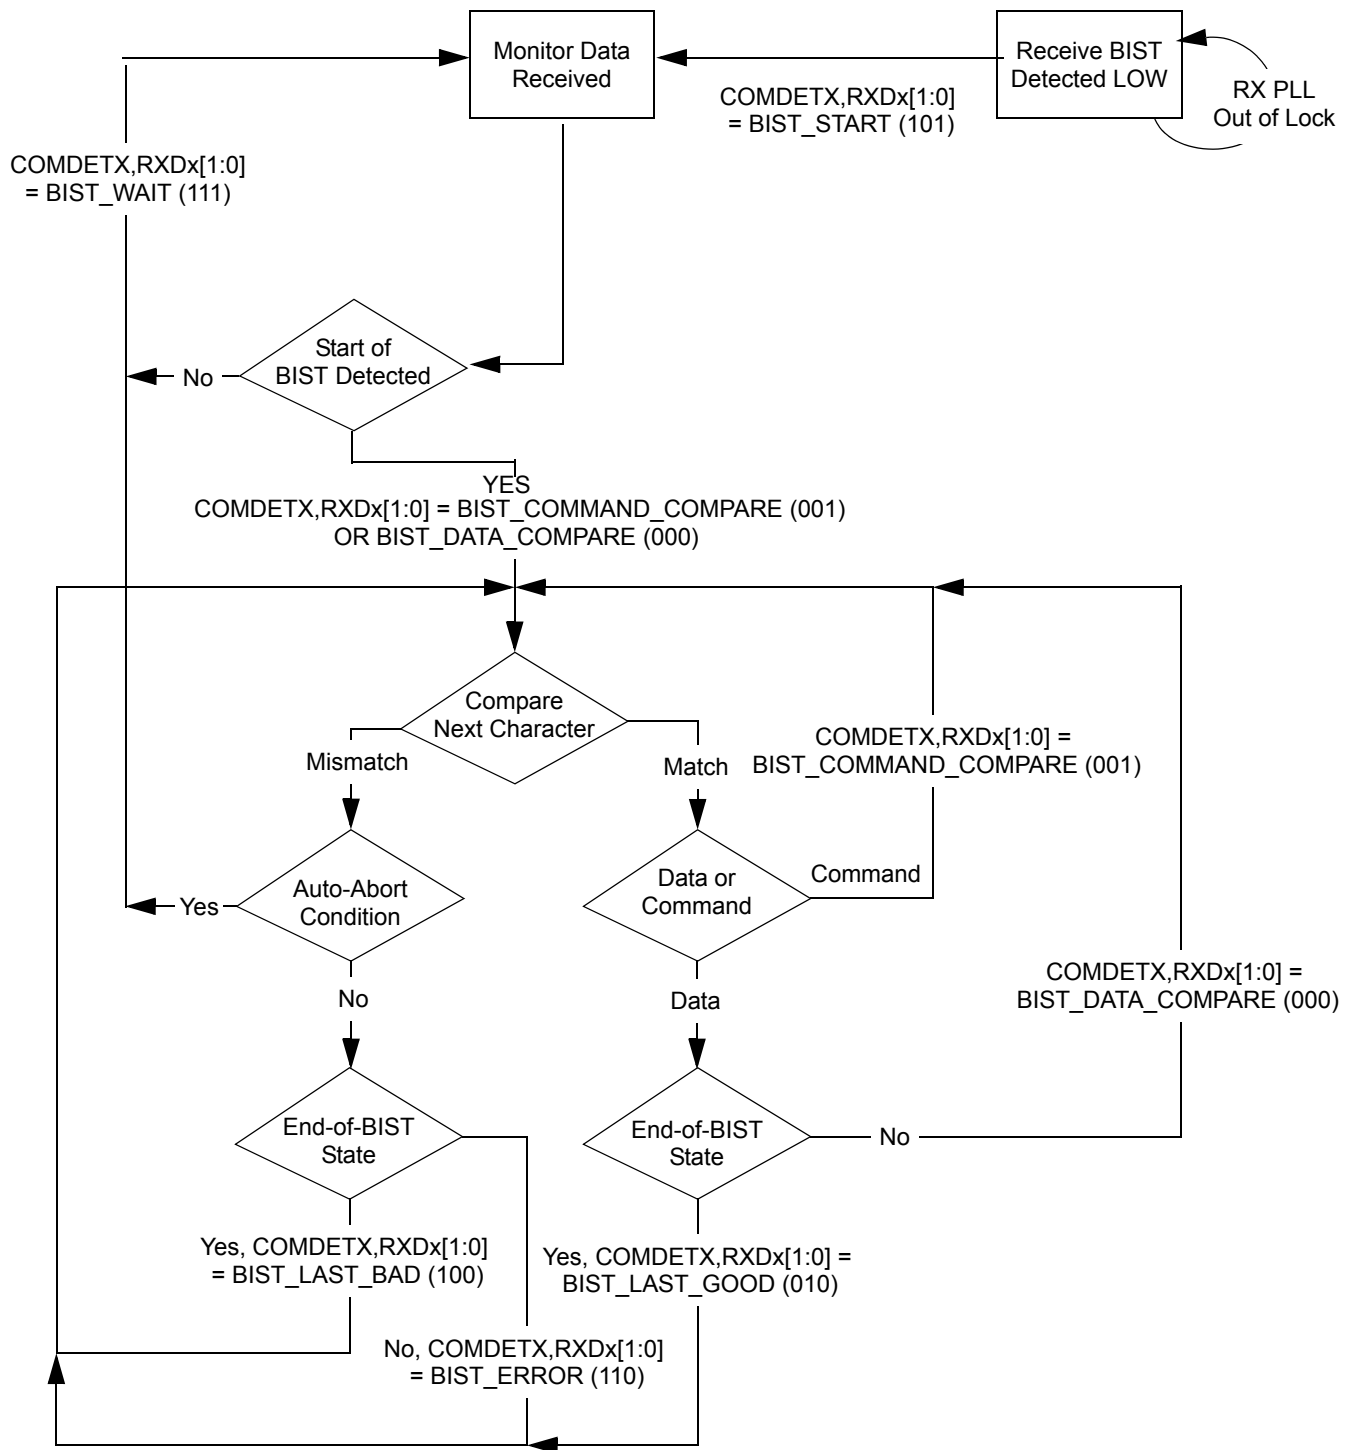 Monitor Data
Received
Receive BIST
Detected LOW
RX PLL
Out of Lock
COMDETX,RXDx[1:0]
= BIST_START (101)
COMDETX,RXDx[1:0]
= BIST_WAIT (111)
Start of
BIST Detected
No
YES
COMDETX,RXDx[1:0] = BIST_COMMAND_COMPARE (001)
OR BIST_DATA_COMPARE (000)
Compare
Next Character
Mismatch
Match
COMDETX,RXDx[1:0] =
BIST_COMMAND_COMPARE (001)
Auto-Abort
Condition
Yes
Data or
Command
Command
No
Data
COMDETX,RXDx[1:0] =
BIST_DATA_COMPARE (000)
End-of-BIST
State
End-of-BIST
State
No
Yes, COMDETX,RXDx[1:0]
= BIST_LAST_BAD (100)
Yes, COMDETX,RXDx[1:0] =
BIST_LAST_GOOD (010)
No, COMDETX,RXDx[1:0]
= BIST_ERROR (110)